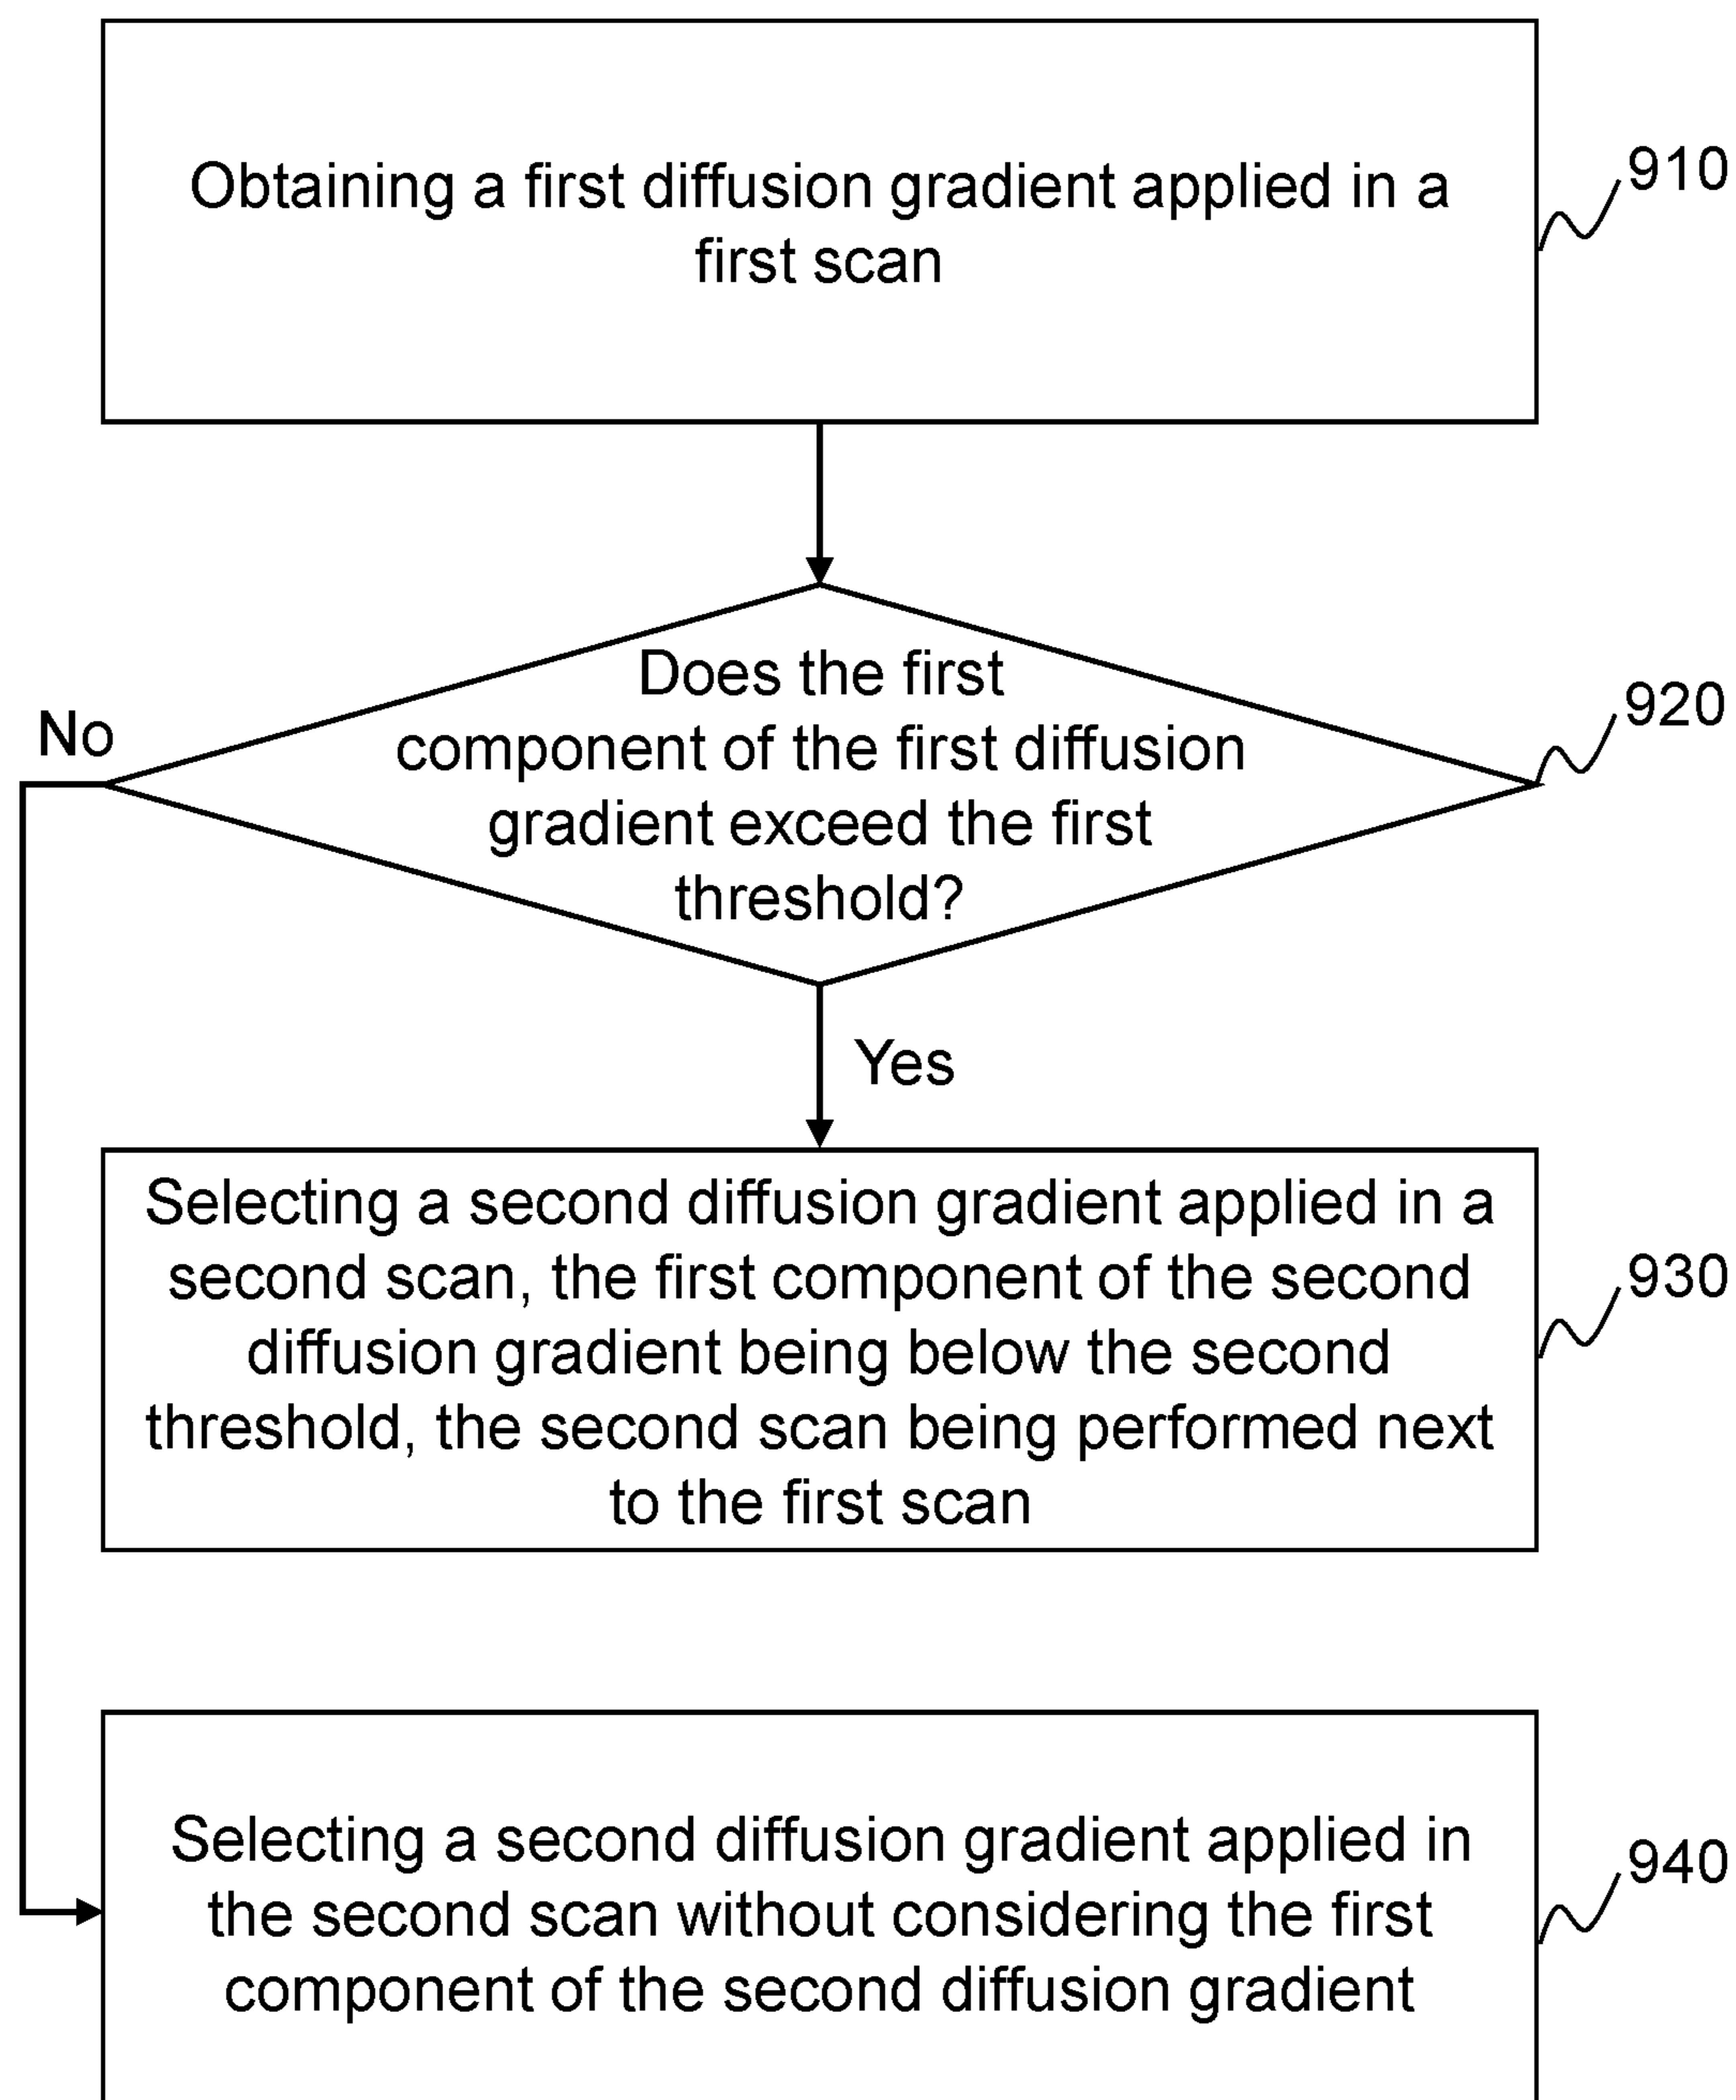 Obtaining a first diffusion gradient applied in a
first scan
910
Does the first
component of the first diffusion
gradient exceed the first
threshold?
920
No
Yes
Selecting a second diffusion gradient applied in a
second scan, the first component of the second
diffusion gradient being below the second
threshold, the second scan being performed next
to the first scan
930
Selecting a second diffusion gradient applied in
the second scan without considering the first
component of the second diffusion gradient
940